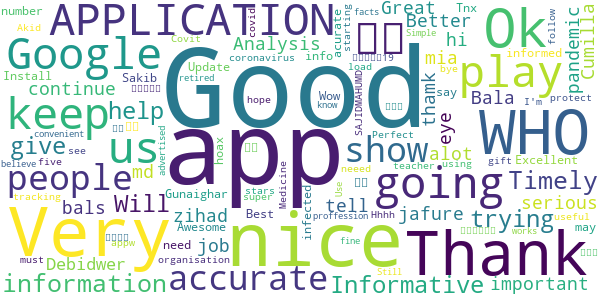 APPLICATION
number
Akid
covid
facts
Great
Better
Tnx
Ok
pandemic
Cumilla
Google
Covit
Simple
acurate
starting
follow
Analysis
hi
Install
Sakib
Update
coronavirus
info
load
mia
informed
continue
retired
Wow
thamk
say
bye
I'm
protect
Good
app
play
keep
help
hope
know
SAJIDMAHUMD
Bala
WHO
convenient
us
give
hoax
Perfect
eye
alot
gift
Excellent
see
five
advertised
show
teacher
using
people
md
Gunaighar
stars
super
Medicine
neeed
going
Timely
believe
bals
Will
zihad
Best
infected
tell
jafure
proffession
Hhhh
trying
serious
may
tracking
Awesome
Use
useful
Very
nice
Thank
must
job
need
organisation
fine
works
Debidwer
appw
Still
information
accurate
Informative
important